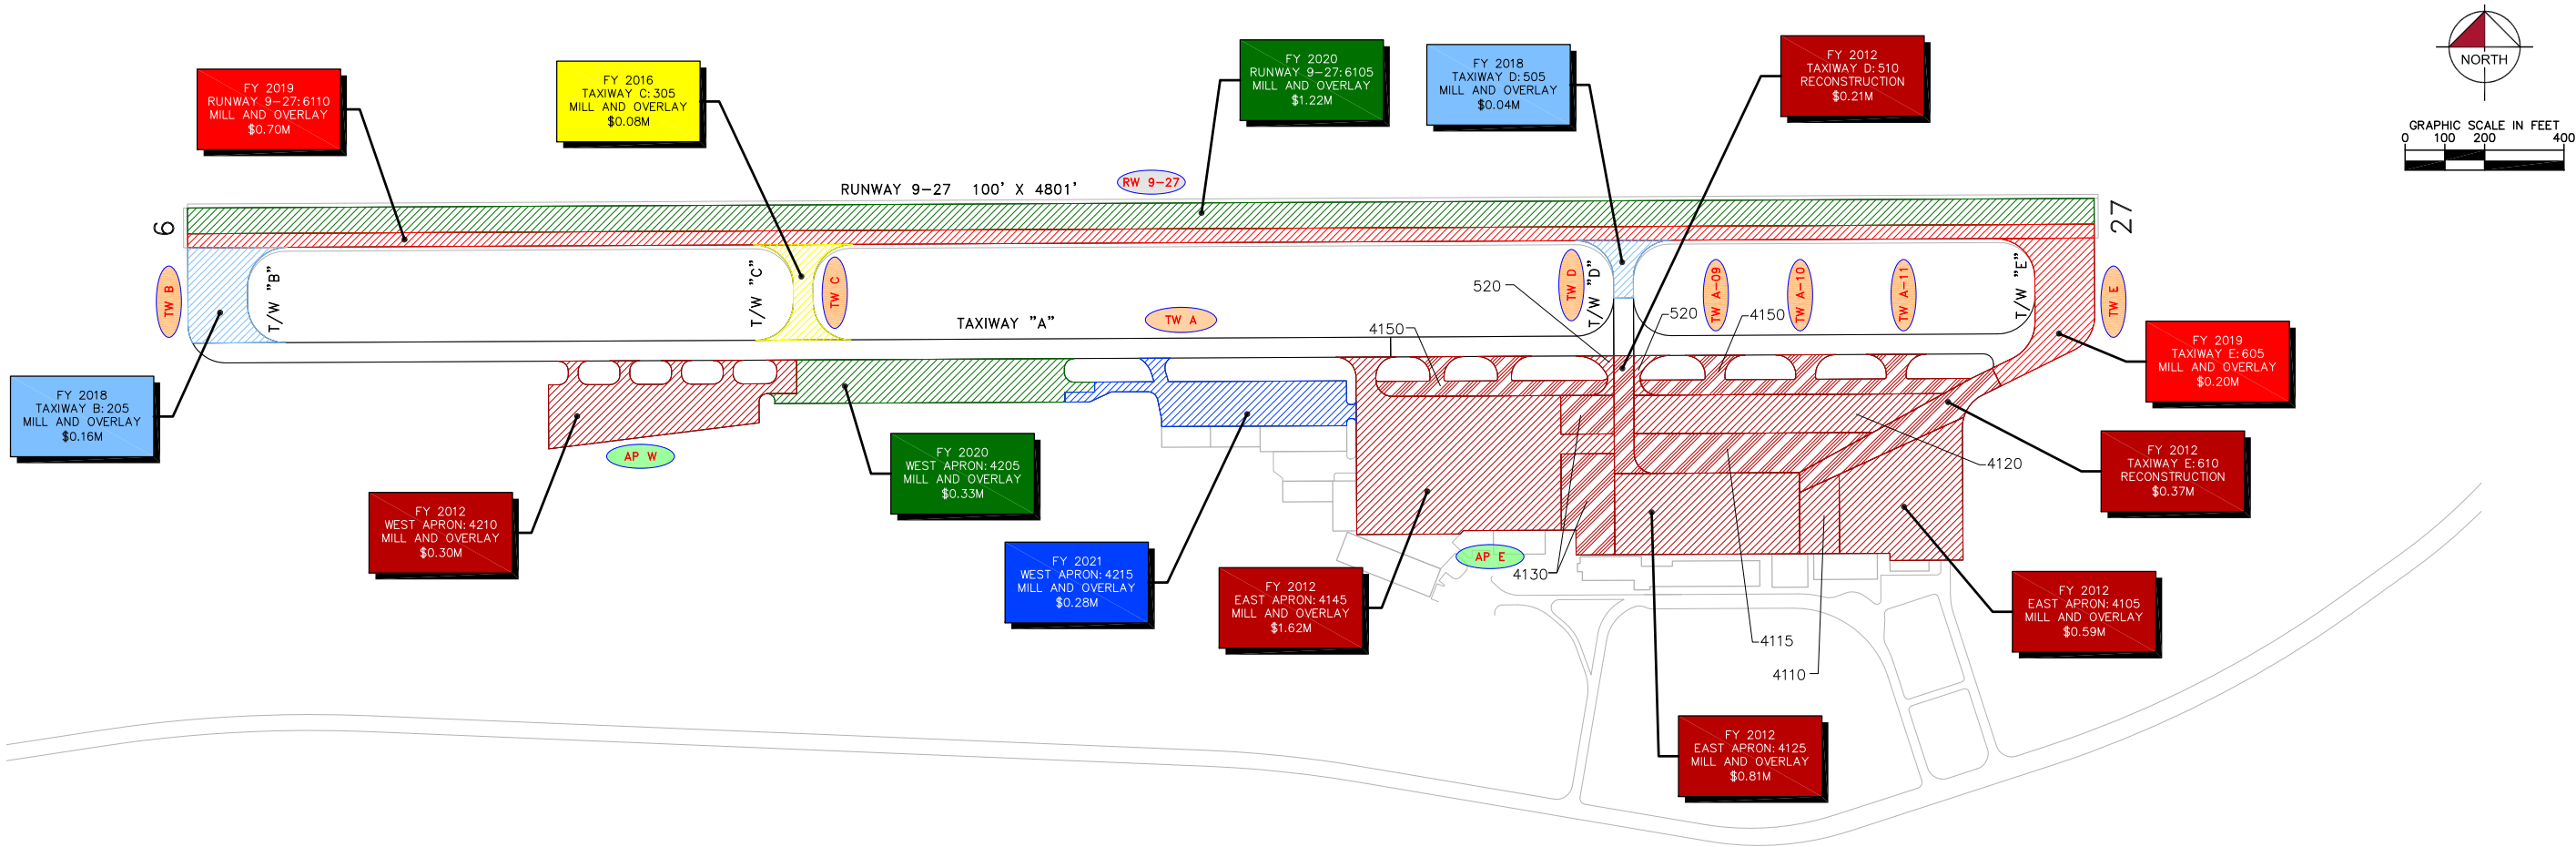 NORTH
GRAPHIC SCALE IN FEET
0 100 200 400
FY 2019
RUNWAY 9-27:6110
MILL AND OVERLAY
$0.70M
FY 2016
TAXIWAY C:305
MILL AND OVERLAY
$0.08M
FY 2020
RUNWAY 9-27:6105
MILL AND OVERLAY
$1.22M
FY 2018
TAXIWAY D:505
MILL AND OVERLAY
$0.04M
FY 2012
TAXIWAY D:510
RECONSTRUCTION
$0.21M
RUNWAY 9-27 100' X 4801'
RW 9-27
9
27
TW B
T/W "B"
T/W "C"
TW C
TAXIWAY "A"
TW A
520
4150
TW D
T/W "D"
520
TW A-09
4150
TW A-10
TW A-11
T/W "E"
TW E
FY 2019
TAXIWAY E:605
MILL AND OVERLAY
$0.20M
FY 2018
TAXIWAY B:205
MILL AND OVERLAY
$0.16M
AP W
FY 2020
WEST APRON:4205
MILL AND OVERLAY
$0.33M
4120
FY 2012
TAXIWAY E:610
RECONSTRUCTION
$0.37M
FY 2012
WEST APRON:4210
MILL AND OVERLAY
$0.30M
FY 2021
WEST APRON:4215
MILL AND OVERLAY
$0.28M
AP E
4130
FY 2012
EAST APRON:4145
MILL AND OVERLAY
$1.62M
FY 2012
EAST APRON:4105
MILL AND OVERLAY
$0.59M
4115
4110
FY 2012
EAST APRON:4125
MILL AND OVERLAY
$0.81M